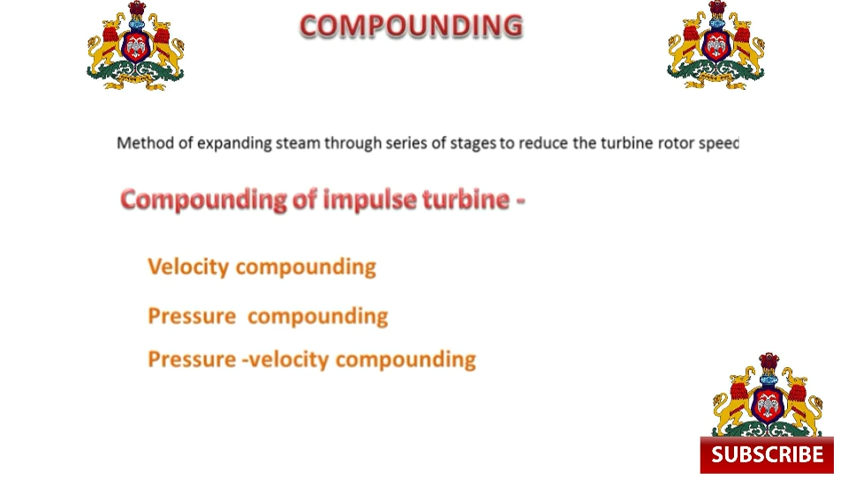 COMPOUNDING
Method of expanding steam through series of stages to reduce the turbine rotor speed
Compounding of impulse turbine -
Velocity compounding
Pressure compounding
Pressure -velocity compounding
SUBSCRIBE